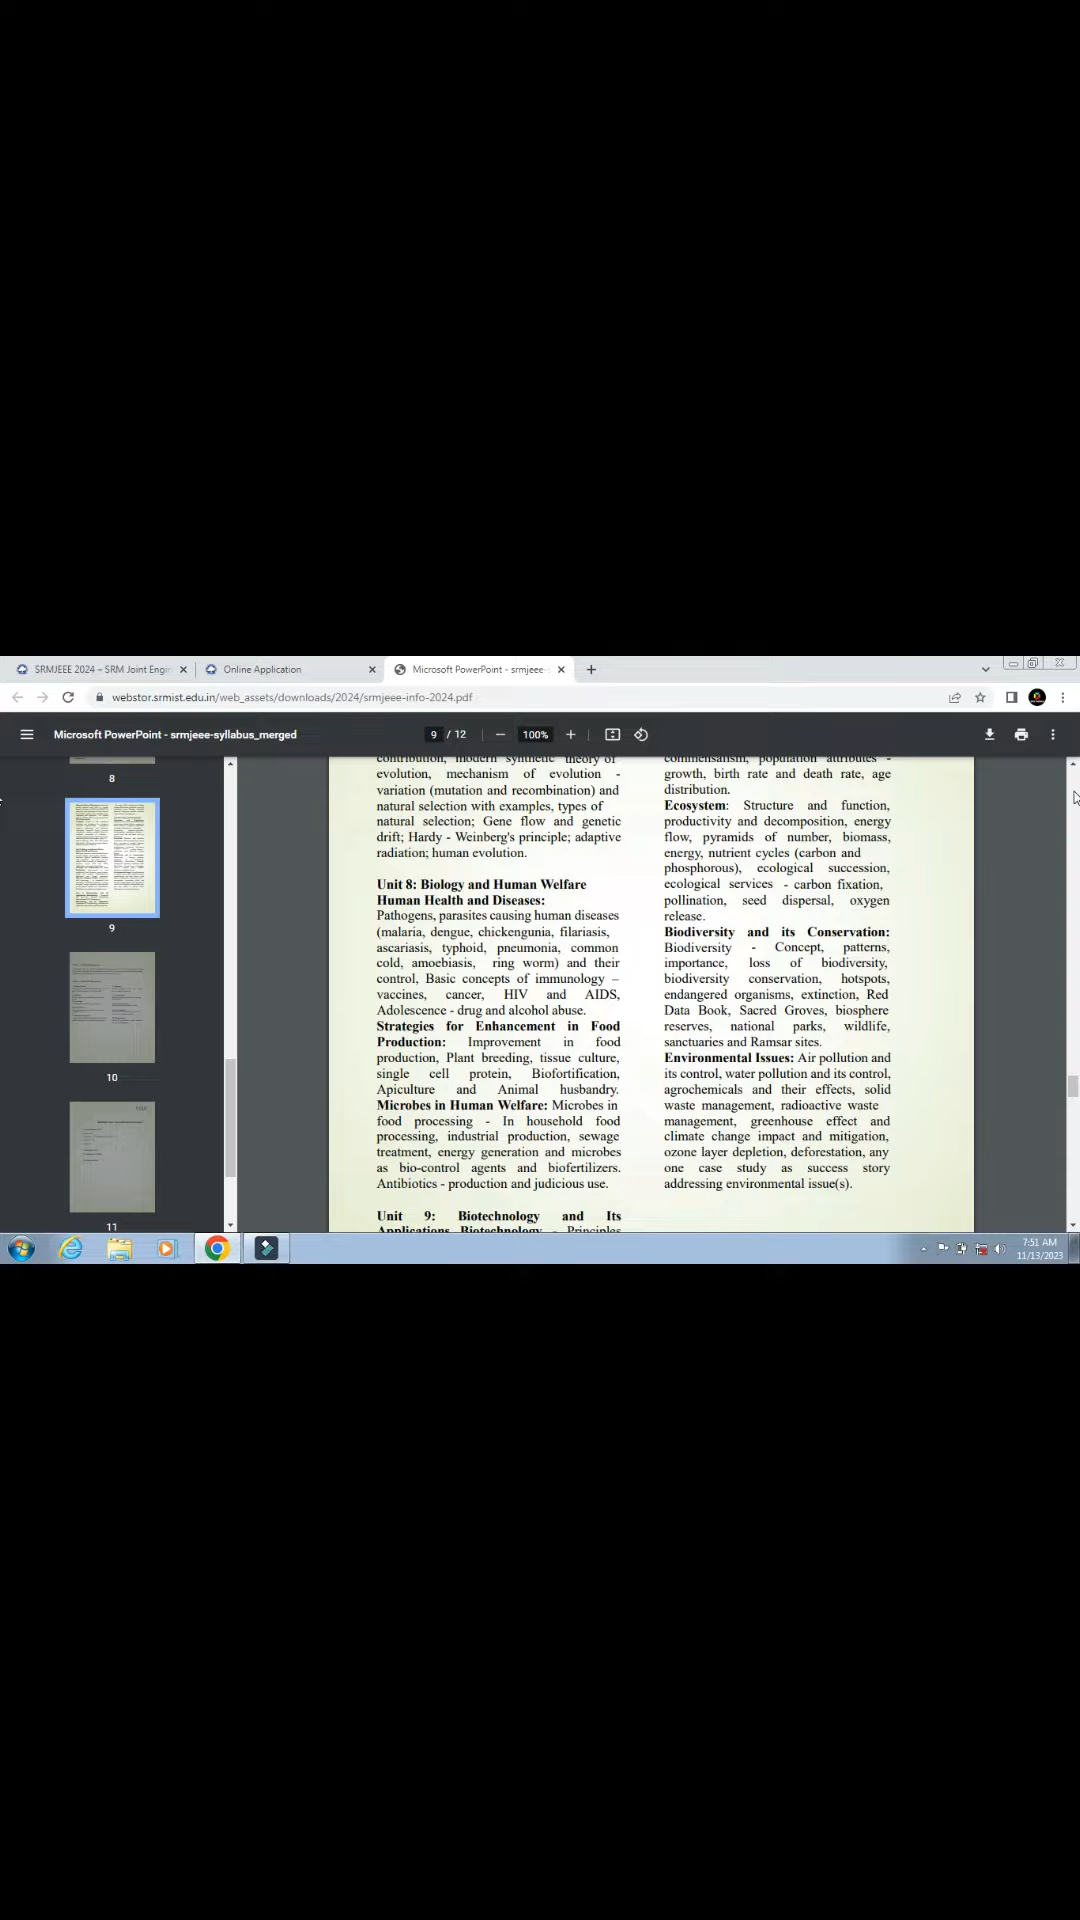 SRMJEEE 2024 – SRM Joint Engin
Online Application
Microsoft PowerPoint - srmjeee-
webstor.srmist.edu.in/web_assets/downloads/2024/srmjeee-info-2024.pdf
Microsoft PowerPoint - srmjeee-syllabus_merged
9 / 12
100%
8
9
10
11
contribution, modern synthetic theory of
evolution, mechanism of evolution -
variation (mutation and recombination) and
natural selection with examples, types of
natural selection; Gene flow and genetic
drift; Hardy - Weinberg's principle; adaptive
radiation; human evolution.
Unit 8: Biology and Human Welfare
Human Health and Diseases:
Pathogens, parasites causing human diseases
(malaria, dengue, chickengunia, filariasis,
ascariasis, typhoid, pneumonia, common
cold, amoebiasis, ring worm) and their
control, Basic concepts of immunology –
vaccines, cancer, HIV and AIDS,
Adolescence - drug and alcohol abuse.
Strategies for Enhancement in Food
Production: Improvement in food
production, Plant breeding, tissue culture,
single cell protein, Biofortification,
Apiculture and Animal husbandry.
Microbes in Human Welfare: Microbes in
food processing - In household food
processing, industrial production, sewage
treatment, energy generation and microbes
as bio-control agents and biofertilizers.
Antibiotics - production and judicious use.
Unit 9: Biotechnology and Its
Applications Biotechnology - Principles
commensalism, population attributes -
growth, birth rate and death rate, age
distribution.
Ecosystem: Structure and function,
productivity and decomposition, energy
flow, pyramids of number, biomass,
energy, nutrient cycles (carbon and
phosphorous), ecological succession,
ecological services - carbon fixation,
pollination, seed dispersal, oxygen
release.
Biodiversity and its Conservation:
Biodiversity - Concept, patterns,
importance, loss of biodiversity,
biodiversity conservation, hotspots,
endangered organisms, extinction, Red
Data Book, Sacred Groves, biosphere
reserves, national parks, wildlife,
sanctuaries and Ramsar sites.
Environmental Issues: Air pollution and
its control, water pollution and its control,
agrochemicals and their effects, solid
waste management, radioactive waste
management, greenhouse effect and
climate change impact and mitigation,
ozone layer depletion, deforestation, any
one case study as success story
addressing environmental issue(s).
7:51 AM
11/13/2023